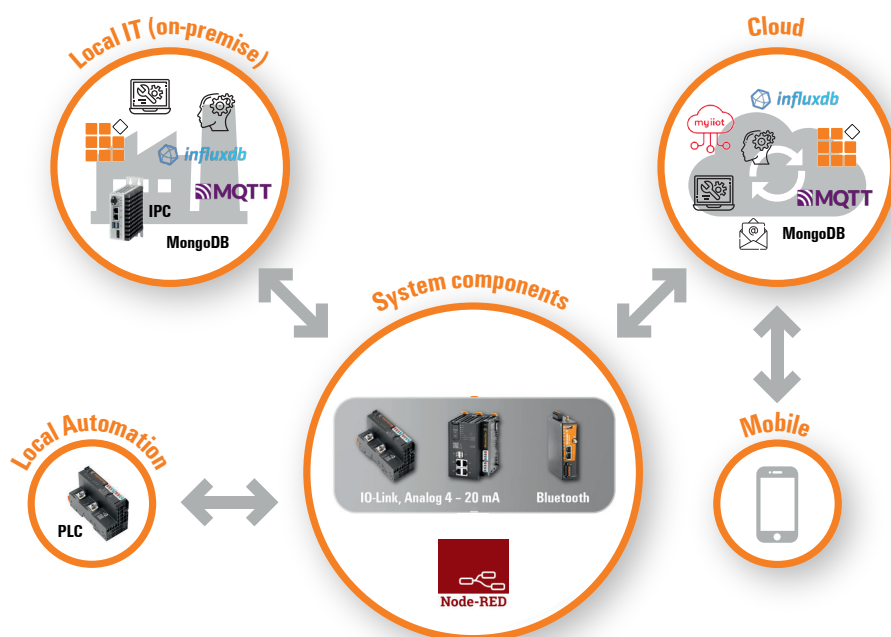 Local IT (on-premise)
influxdb
MQTT
IPC
MongoDB
Cloud
influxdb
myiiot
MQTT
@
MongoDB
System components
IO-Link, Analog 4 – 20 mA
Bluetooth
Node-RED
Local Automation
PLC
Mobile